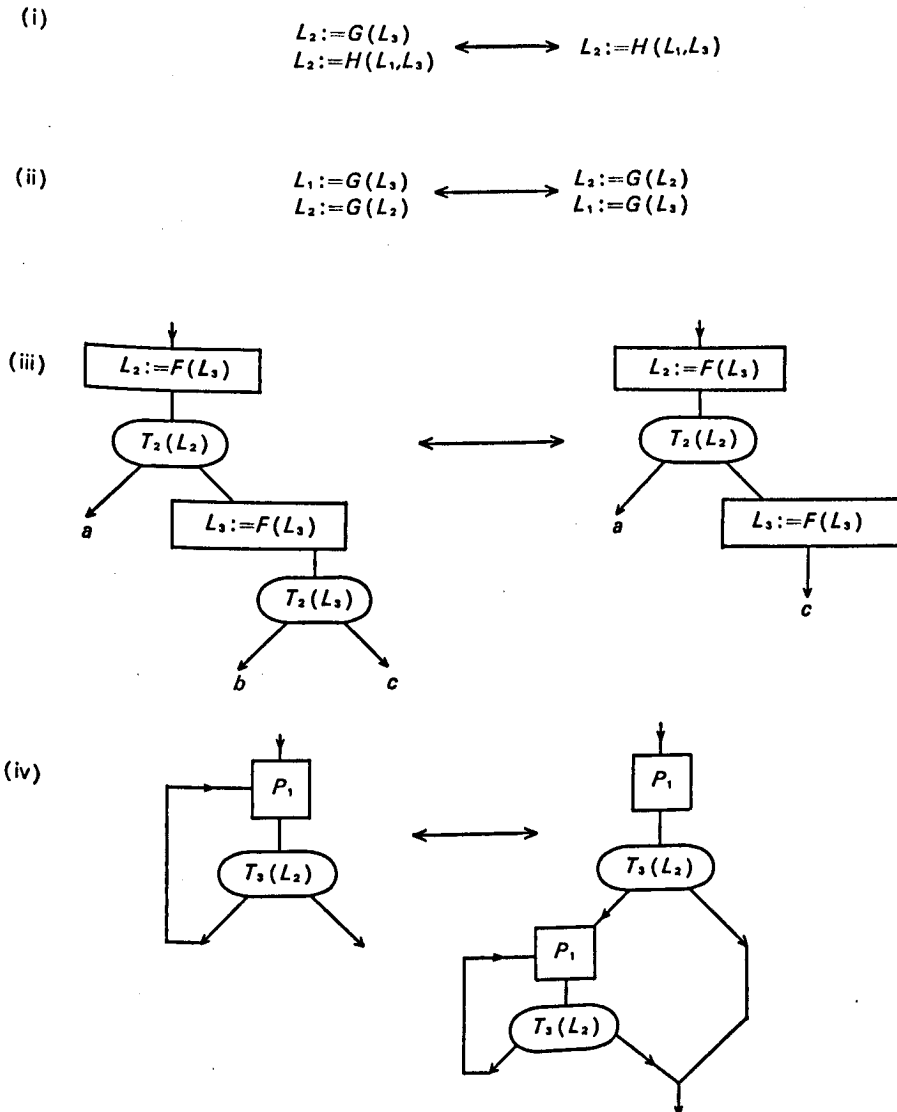 (i)
L₂:=G(L₃) L₂:=H(L₁,L₃)
L₂:=H(L₁,L₃)
(ii)
L₁:=G(L₃) L₂:=G(L₂)
L₂:=G(L₂) L₁:=G(L₃)
(iii)
L₂:=F(L₃) L₂:=F(L₃)
T₂(L₂) T₂(L₂)
a L₃:=F(L₃) a L₃:=F(L₃)
T₂(L₃) c
b c
(iv)
P₁ P₁
T₃(L₂) T₃(L₂)
P₁
T₃(L₂)